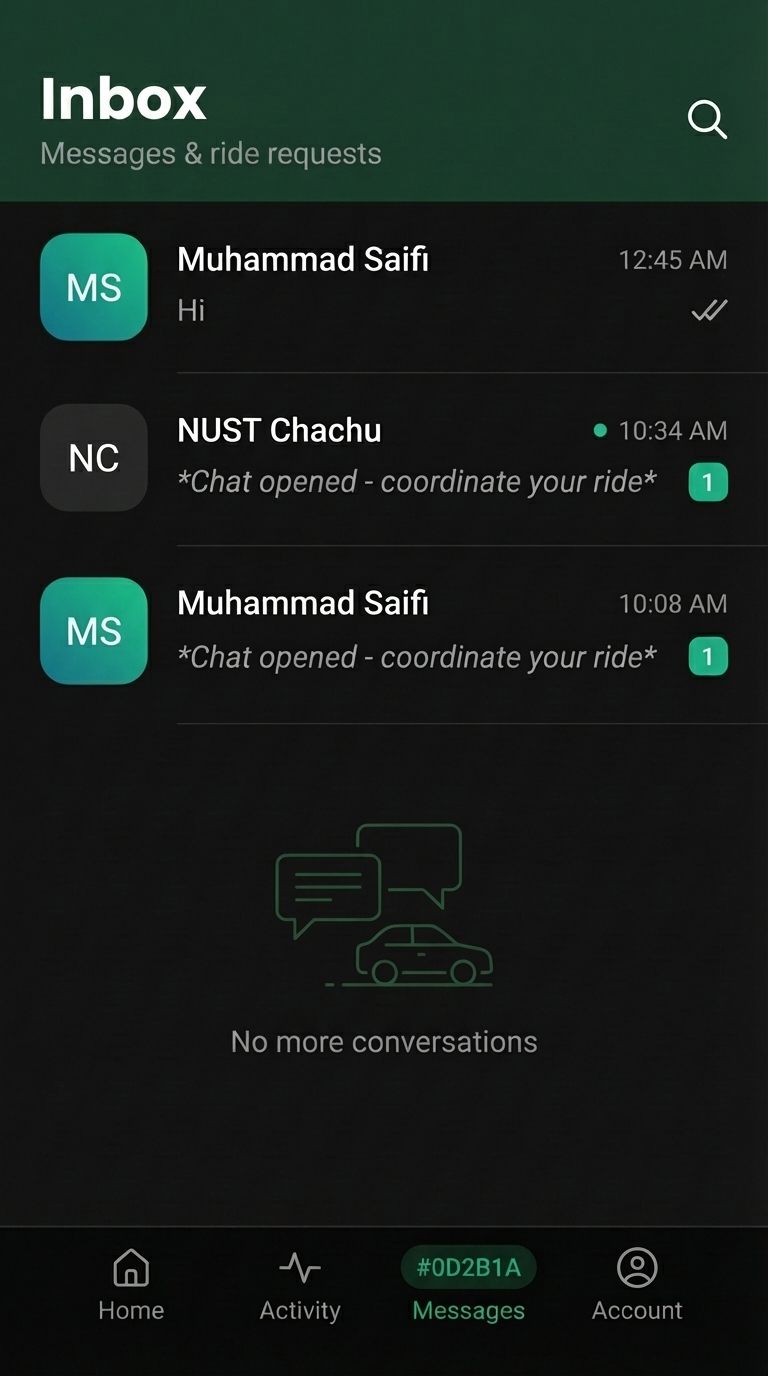 Inbox
Messages & ride requests
MS
Muhammad Saifi
12:45 AM
Hi
NC
NUST Chachu
10:34 AM
*Chat opened - coordinate your ride*
1
MS
Muhammad Saifi
10:08 AM
*Chat opened - coordinate your ride*
1
No more conversations
#0D2B1A
Home
Activity
Messages
Account